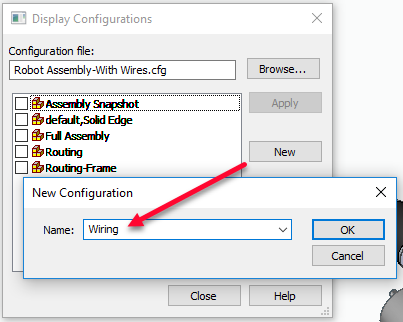 Display Configurations
Configuration file:
Robot Assembly-With Wires.cfg
Browse...
Assembly Snapshot
Apply
default,Solid Edge
Full Assembly
Routing
New
Routing-Frame
New Configuration
Name:
Wiring
OK
Cancel
Close
Help